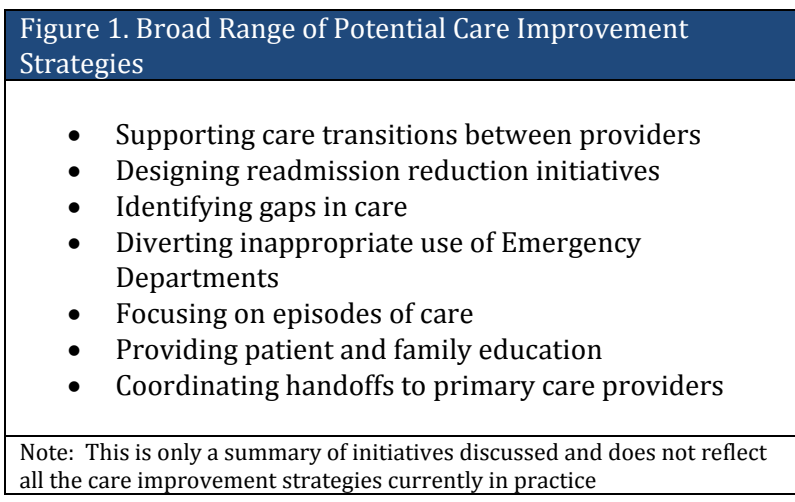 Figure 1. Broad Range of Potential Care Improvement
Strategies
• Supporting care transitions between providers
• Designing readmission reduction initiatives
• Identifying gaps in care
• Diverting inappropriate use of Emergency
Departments
• Focusing on episodes of care
• Providing patient and family education
• Coordinating handoffs to primary care providers
Note:  This is only a summary of initiatives discussed and does not reflect
all the care improvement strategies currently in practice